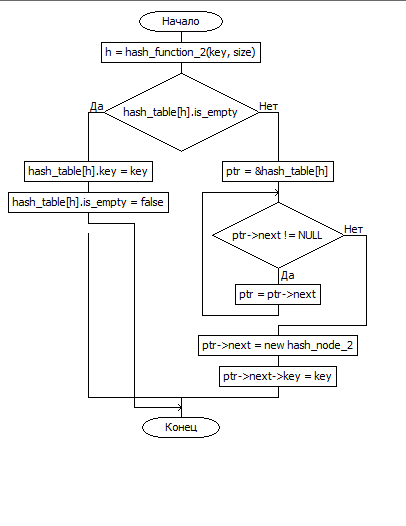 Начало
h = hash_function_2(key, size)
Да
Нет
hash_table[h].is_empty
hash_table[h].key = key
ptr = &hash_table[h]
hash_table[h].is_empty = false
ptr->next != NULL
Нет
Да
ptr = ptr->next
ptr->next = new hash_node_2
ptr->next->key = key
Конец